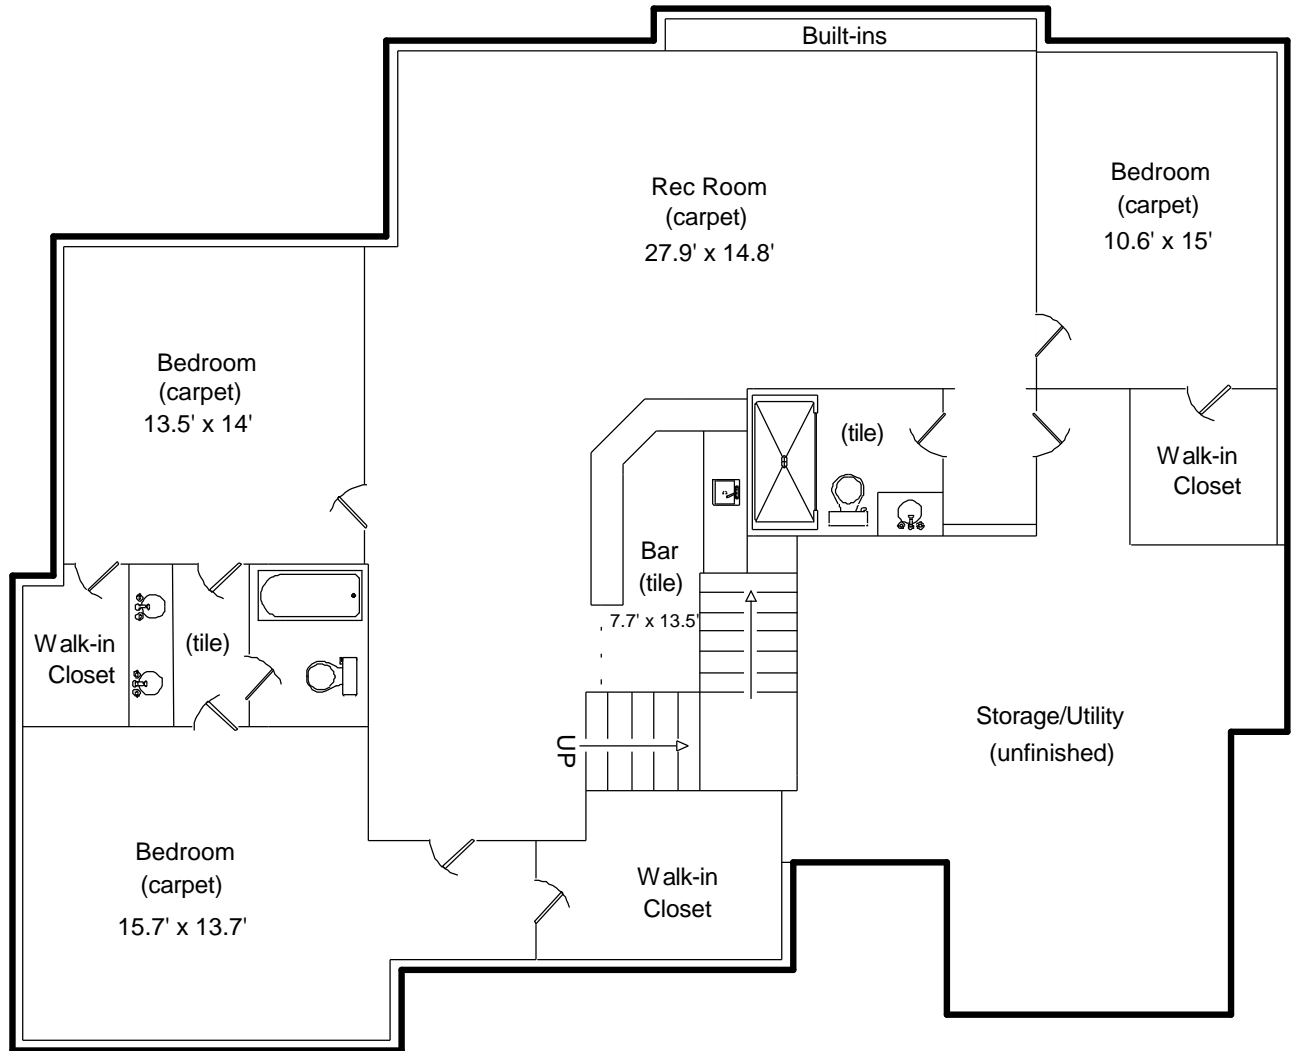 Built-ins
Rec Room
(carpet)
27.9' x 14.8'
Bedroom
(carpet)
10.6' x 15'
Bedroom
(carpet)
13.5' x 14'
(tile)
Walk-in
Closet
Bar
(tile)
7.7' x 13.5'
Walk-in
Closet
(tile)
UP
Storage/Utility
(unfinished)
Bedroom
(carpet)
15.7' x 13.7'
Walk-in
Closet